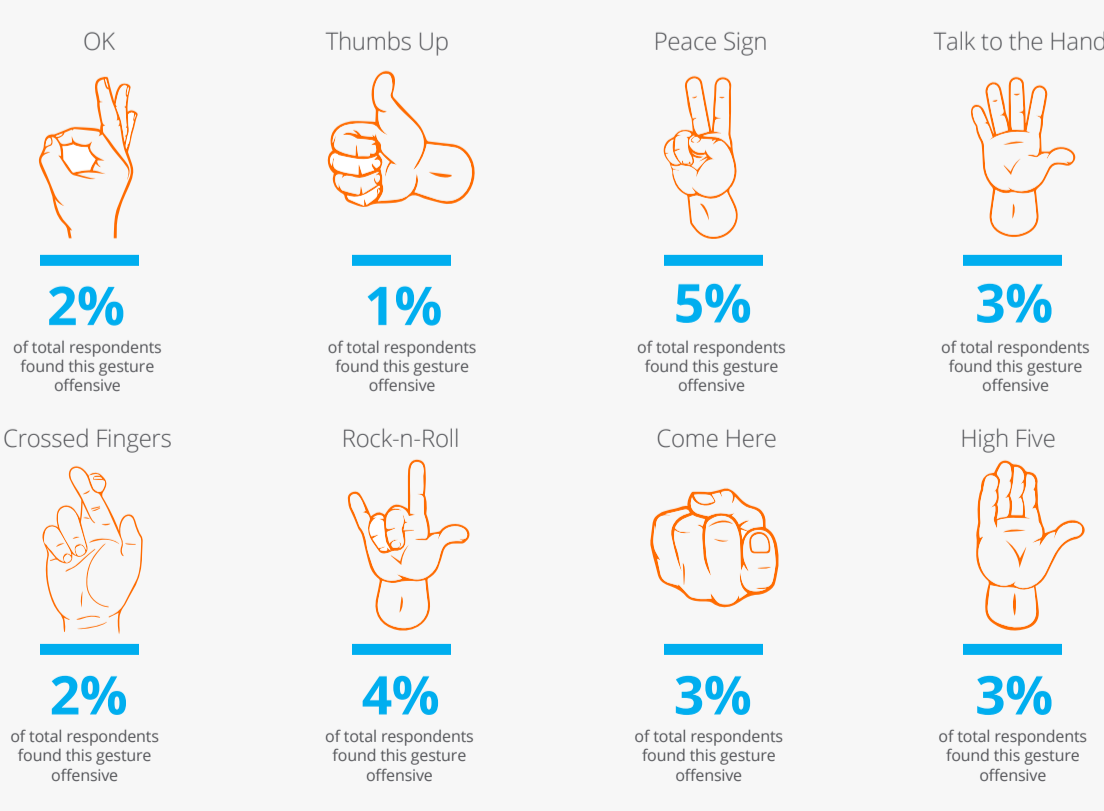 OK
Thumbs Up
Peace Sign
Talk to the Hand
2%
1%
5%
3%
of total respondents
found this gesture
offensive
of total respondents
found this gesture
offensive
of total respondents
found this gesture
offensive
of total respondents
found this gesture
offensive
Crossed Fingers
Rock-n-Roll
Come Here
High Five
2%
4%
3%
3%
of total respondents
found this gesture
offensive
of total respondents
found this gesture
offensive
of total respondents
found this gesture
offensive
of total respondents
found this gesture
offensive